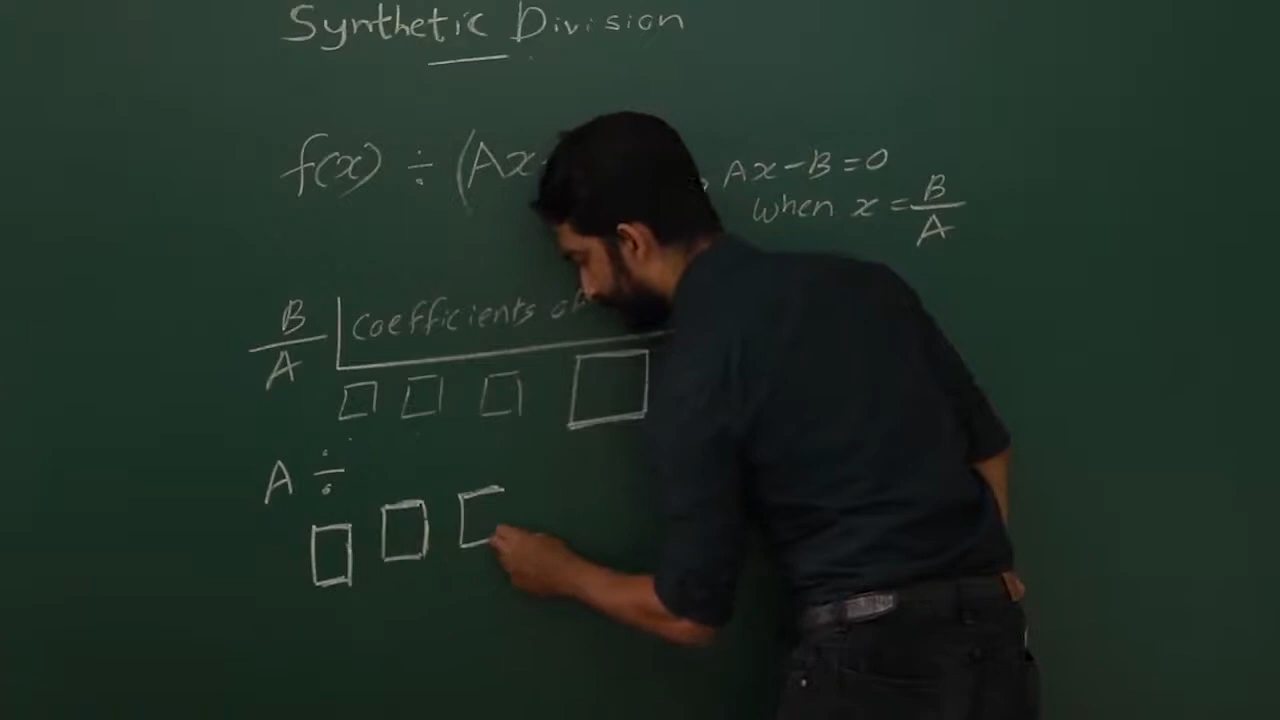 Synthetic Division
f(x) ÷ (Ax
Ax - B = 0
when x = B/A
B/A | coefficients of
A ÷